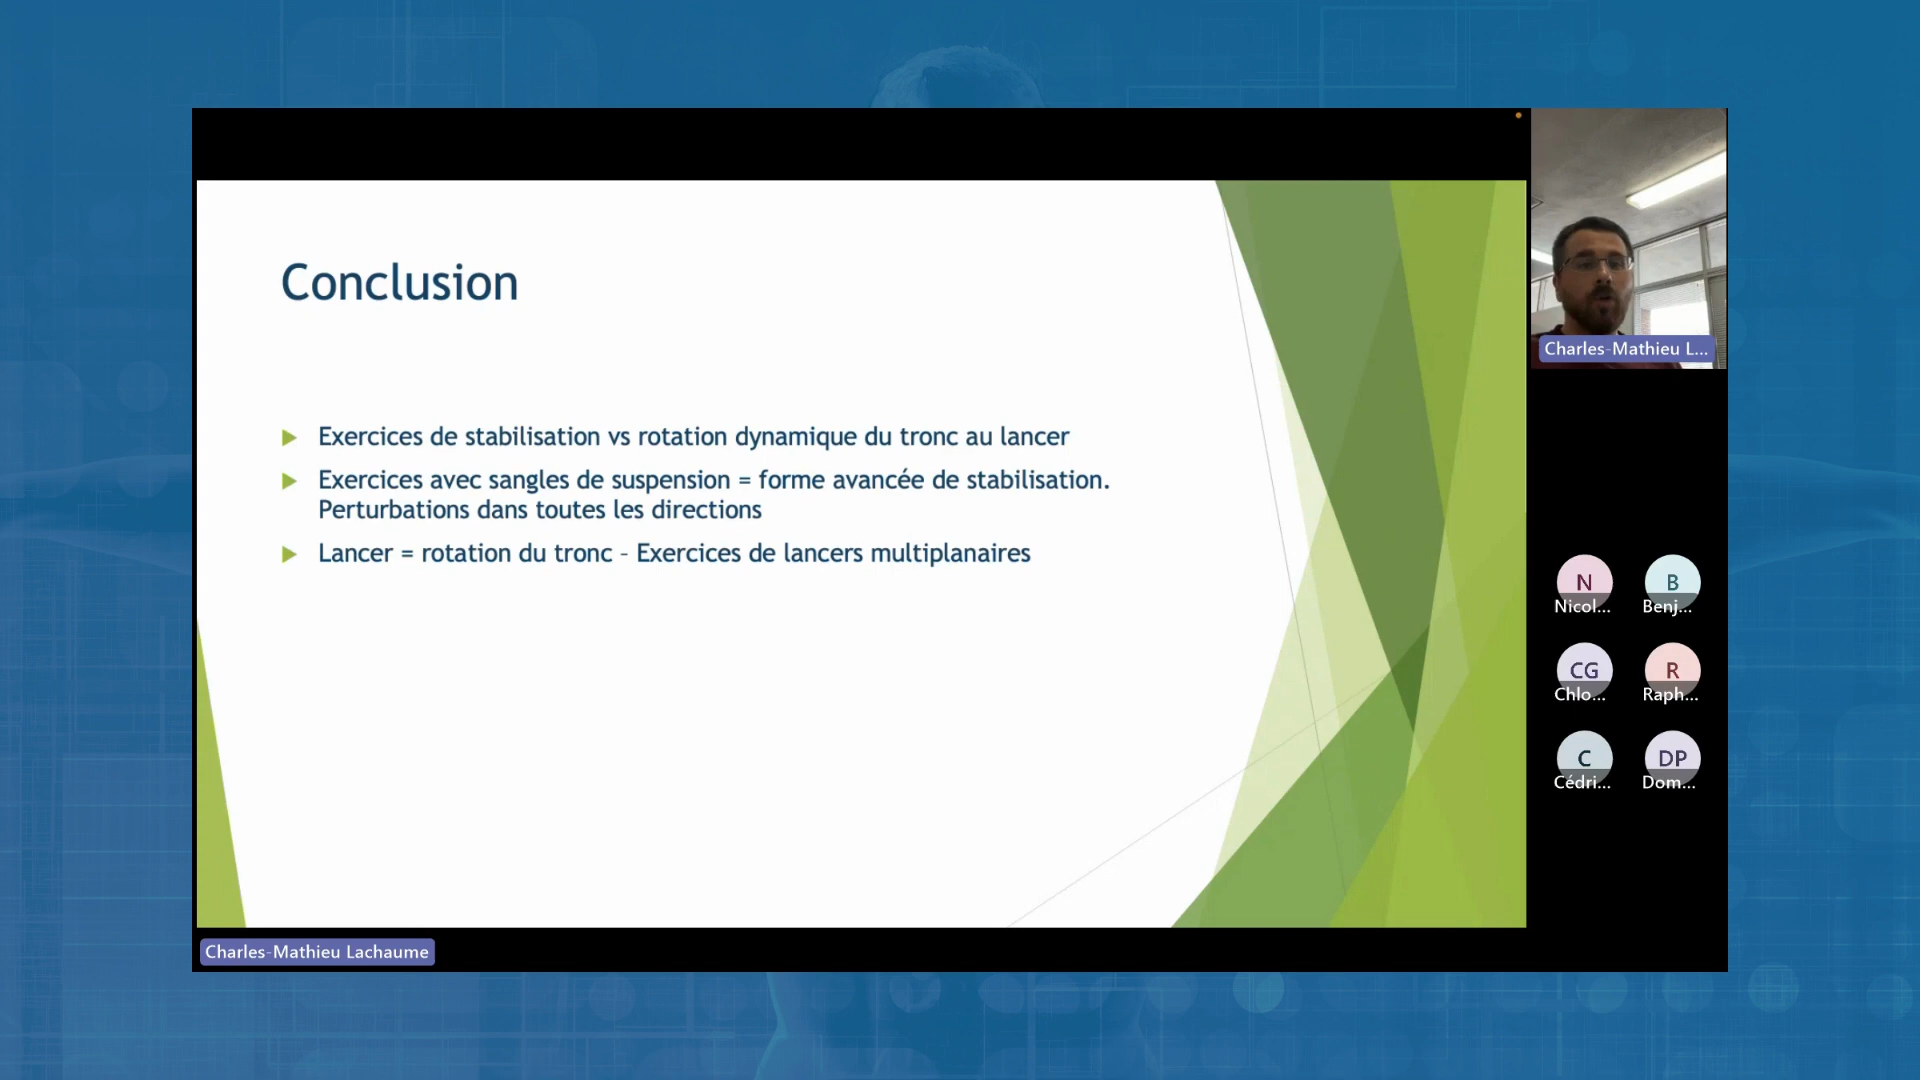 Conclusion
Exercices de stabilisation vs rotation dynamique du tronc au lancer
Exercices avec sangles de suspension = forme avancée de stabilisation.
Perturbations dans toutes les directions
Lancer = rotation du tronc – Exercices de lancers multiplanaires
Charles-Mathieu L...
N
B
Nicol...
Benj...
CG
R
Chlo...
Raph...
C
DP
Cédri...
Dom...
Charles-Mathieu Lachaume